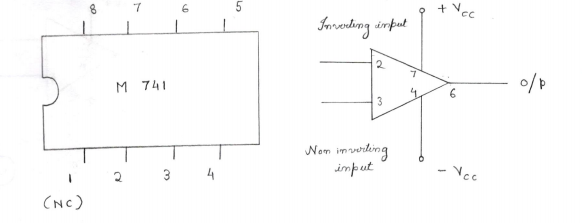 8 7 6 5
M 741
1 2 3 4
(NC)
Inverting input
+ Vcc
2
7
3
4
6
O/P
Non inverting
input
- Vcc